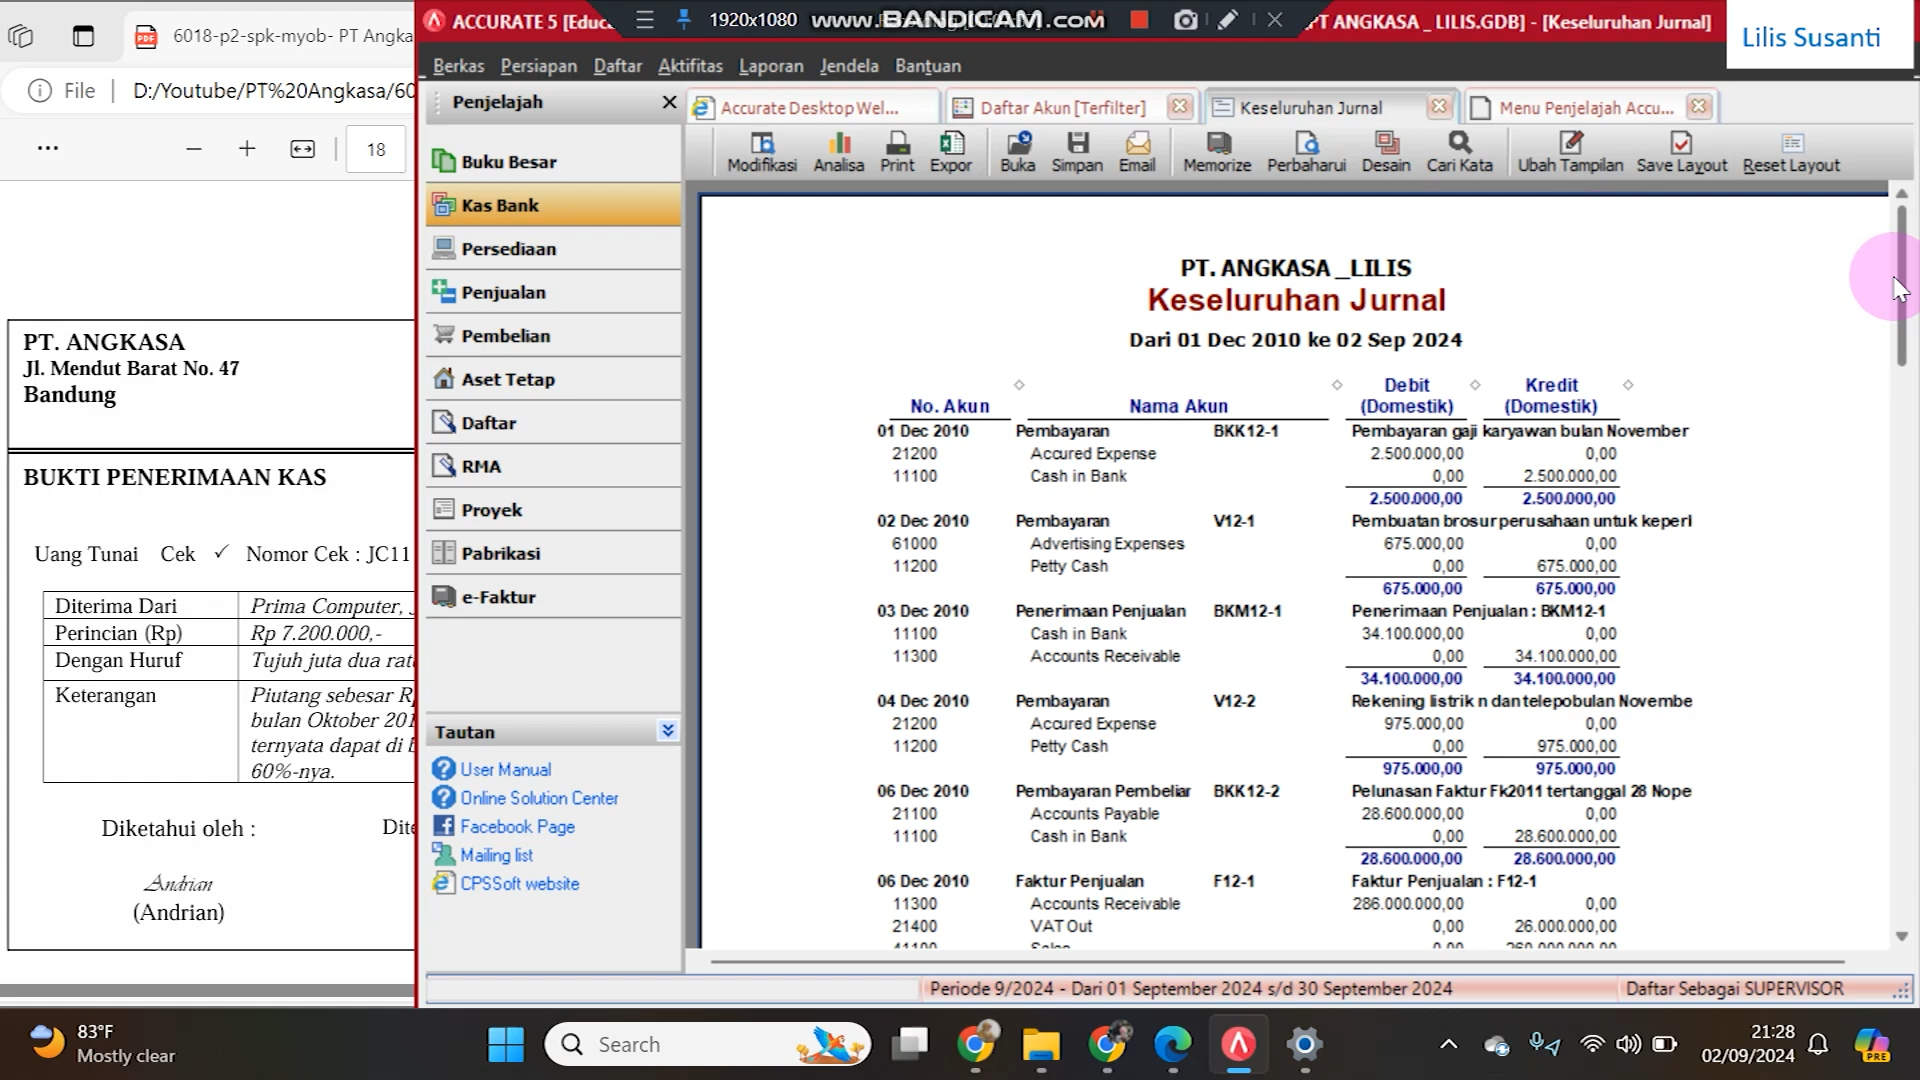 6018-p2-spk-myob- PT Angka
File
D:/Youtube/PT%20Angkasa/60
18
PT. ANGKASA
Jl. Mendut Barat No. 47
Bandung
BUKTI PENERIMAAN KAS
Uang Tunai Cek ✓ Nomor Cek : JC11
Diterima Dari Prima Computer,
Perincian (Rp) Rp 7.200.000,-
Dengan Huruf Tujuh juta dua rat
Keterangan Piutang sebesar R
bulan Oktober 201
ternyata dapat di b
60%-nya.
Diketahui oleh : Dite
Andrian
(Andrian)
ACCURATE 5 [Educ
1920x1080 www.BANDICAM.com
PT ANGKASA _ LILIS.GDB] - [Keseluruhan Jurnal]
Lilis Susanti
Berkas Persiapan Daftar Aktifitas Laporan Jendela Bantuan
Penjelajah
Accurate Desktop Wel... Daftar Akun [Terfilter] Keseluruhan Jurnal Menu Penjelajah Accu...
Modifikasi Analisa Print Expor Buka Simpan Email Memorize Perbaharui Desain Cari Kata Ubah Tampilan Save Layout Reset Layout
Buku Besar
Kas Bank
Persediaan
Penjualan
Pembelian
Aset Tetap
Daftar
RMA
Proyek
Pabrikasi
e-Faktur
Tautan
User Manual
Online Solution Center
Facebook Page
Mailing list
CPSSoft website
PT. ANGKASA _LILIS
Keseluruhan Jurnal
Dari 01 Dec 2010 ke 02 Sep 2024
No. Akun Nama Akun Debit (Domestik) Kredit (Domestik)
01 Dec 2010 Pembayaran BKK12-1 Pembayaran gaji karyawan bulan November
21200 Accured Expense 2.500.000,00 0,00
11100 Cash in Bank 0,00 2.500.000,00
2.500.000,00 2.500.000,00
02 Dec 2010 Pembayaran V12-1 Pembuatan brosur perusahaan untuk keperl
61000 Advertising Expenses 675.000,00 0,00
11200 Petty Cash 0,00 675.000,00
675.000,00 675.000,00
03 Dec 2010 Penerimaan Penjualan BKM12-1 Penerimaan Penjualan : BKM12-1
11100 Cash in Bank 34.100.000,00 0,00
11300 Accounts Receivable 0,00 34.100.000,00
34.100.000,00 34.100.000,00
04 Dec 2010 Pembayaran V12-2 Rekening listrik n dan telepobulan Novembe
21200 Accured Expense 975.000,00 0,00
11200 Petty Cash 0,00 975.000,00
975.000,00 975.000,00
06 Dec 2010 Pembayaran Pembeliar BKK12-2 Pelunasan Faktur Fk2011 tertanggal 28 Nope
21100 Accounts Payable 28.600.000,00 0,00
11100 Cash in Bank 0,00 28.600.000,00
28.600.000,00 28.600.000,00
06 Dec 2010 Faktur Penjualan F12-1 Faktur Penjualan : F12-1
11300 Accounts Receivable 286.000.000,00 0,00
21400 VAT Out 0,00 26.000.000,00
41100 Sales 0,00 260.000.000,00
Periode 9/2024 - Dari 01 September 2024 s/d 30 September 2024
Daftar Sebagai SUPERVISOR
83°F
Mostly clear
Search
21:28
02/09/2024
PRE